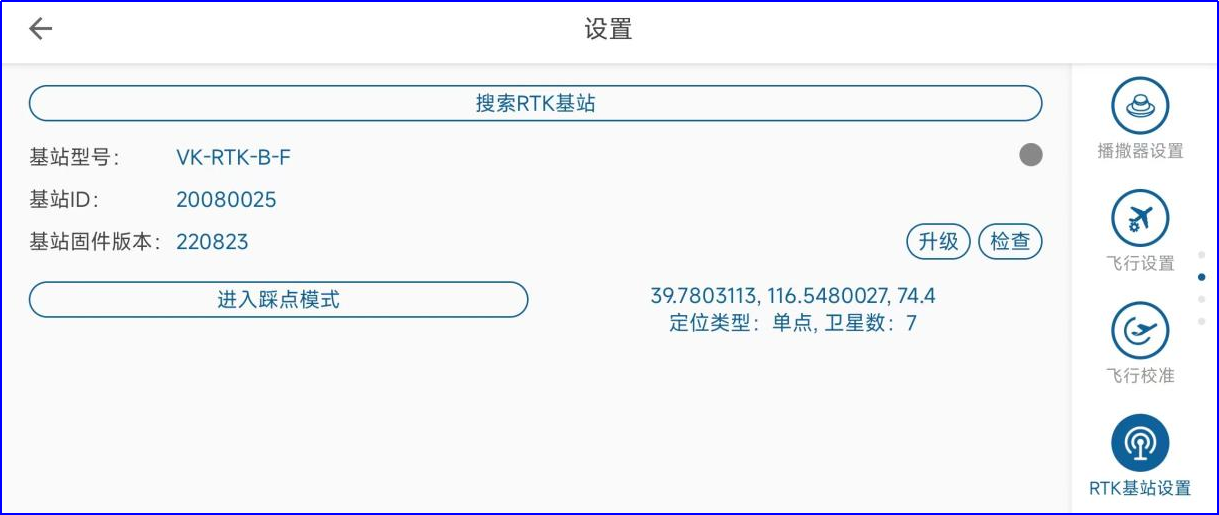 设置
搜索RTK基站
基站型号： VK-RTK-B-F
基站ID： 20080025
基站固件版本： 220823
升级 检查
进入踩点模式
39.7803113, 116.5480027, 74.4
定位类型：单点, 卫星数：7
播撒器设置
飞行设置
飞行校准
RTK基站设置